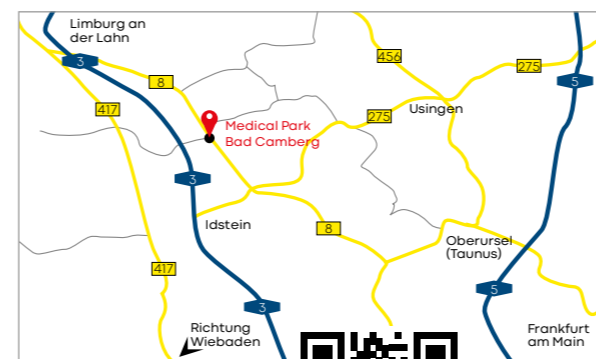 Limburg an
der Lahn
3
8
456
275
5
417
275
Usingen
Medical Park
Bad Camberg
3
Idstein
8
Oberursel
(Taunus)
417
5
3
Richtung
Wiebaden
Frankfurt
am Main